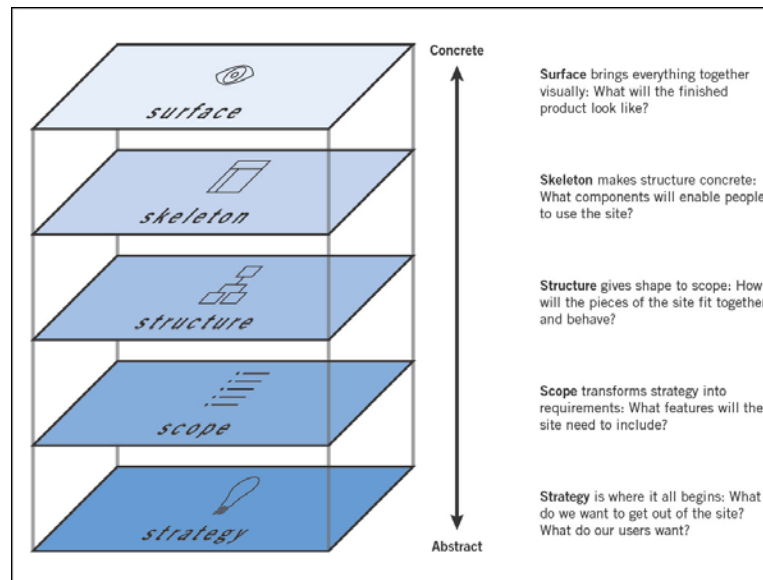 surface
skeleton
structure
scope
strategy
Concrete
Abstract
Surface brings everything together
visually: What will the finished
product look like?
Skeleton makes structure concrete:
What components will enable people
to use the site?
Structure gives shape to scope: How
will the pieces of the site fit together
and behave?
Scope transforms strategy into
requirements: What features will the
site need to include?
Strategy is where it all begins: What
do we want to get out of the site?
What do our users want?